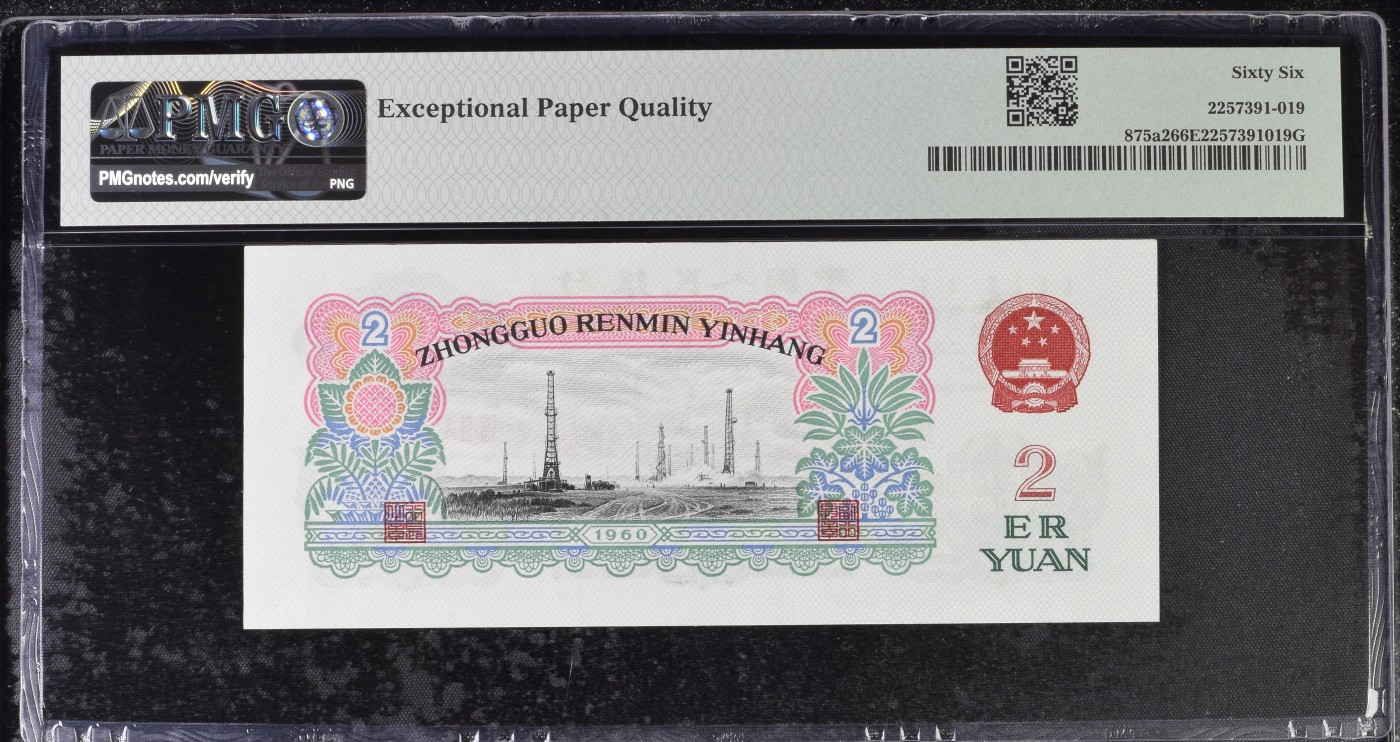 PMG
PAPER MONEY GUARANTY
PMGnotes.com/verify
PNG
Exceptional Paper Quality
Sixty Six
2257391-019
875a266E2257391019G
2
2
ZHONGGUO RENMIN YINHANG
1960
2
ER
YUAN